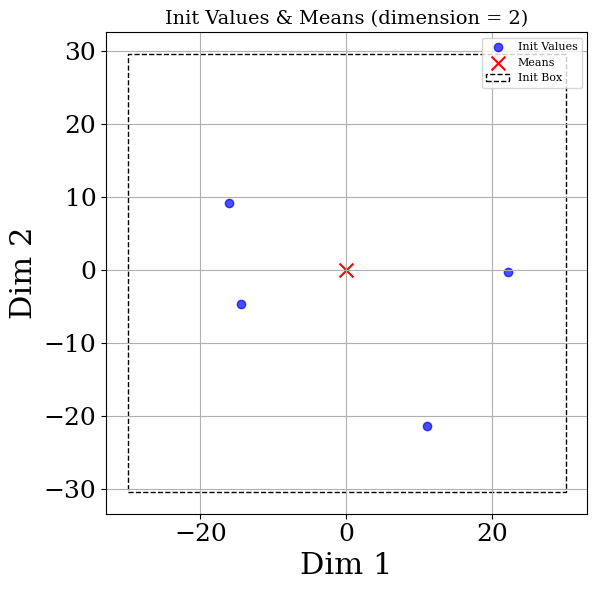 Init Values & Means (dimension = 2)
Init Values
Means
Init Box
30
20
10
0
−10
−20
−30
Dim 2
−20
0
20
Dim 1